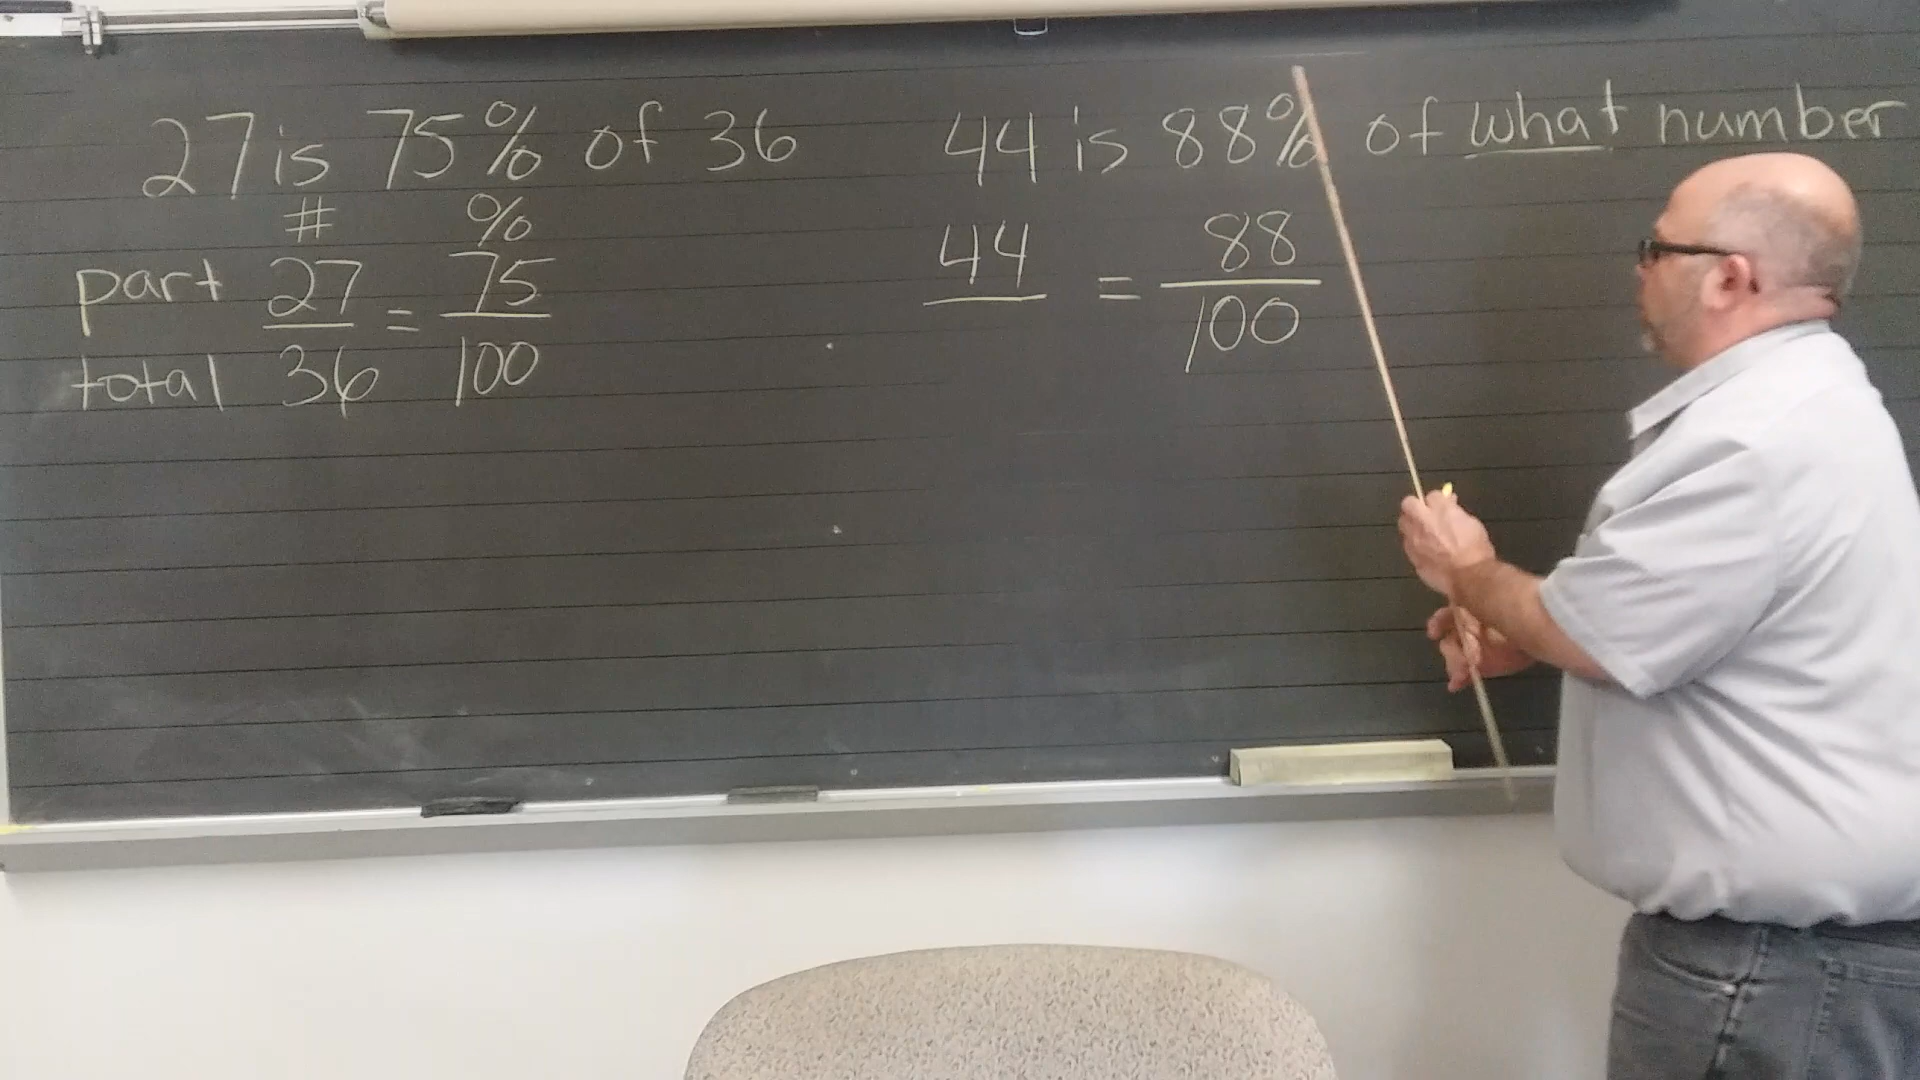 27 is 75% of 36
# %
part 27 = 75
total 36 100
44 is 88% of what number
44 = 88
100